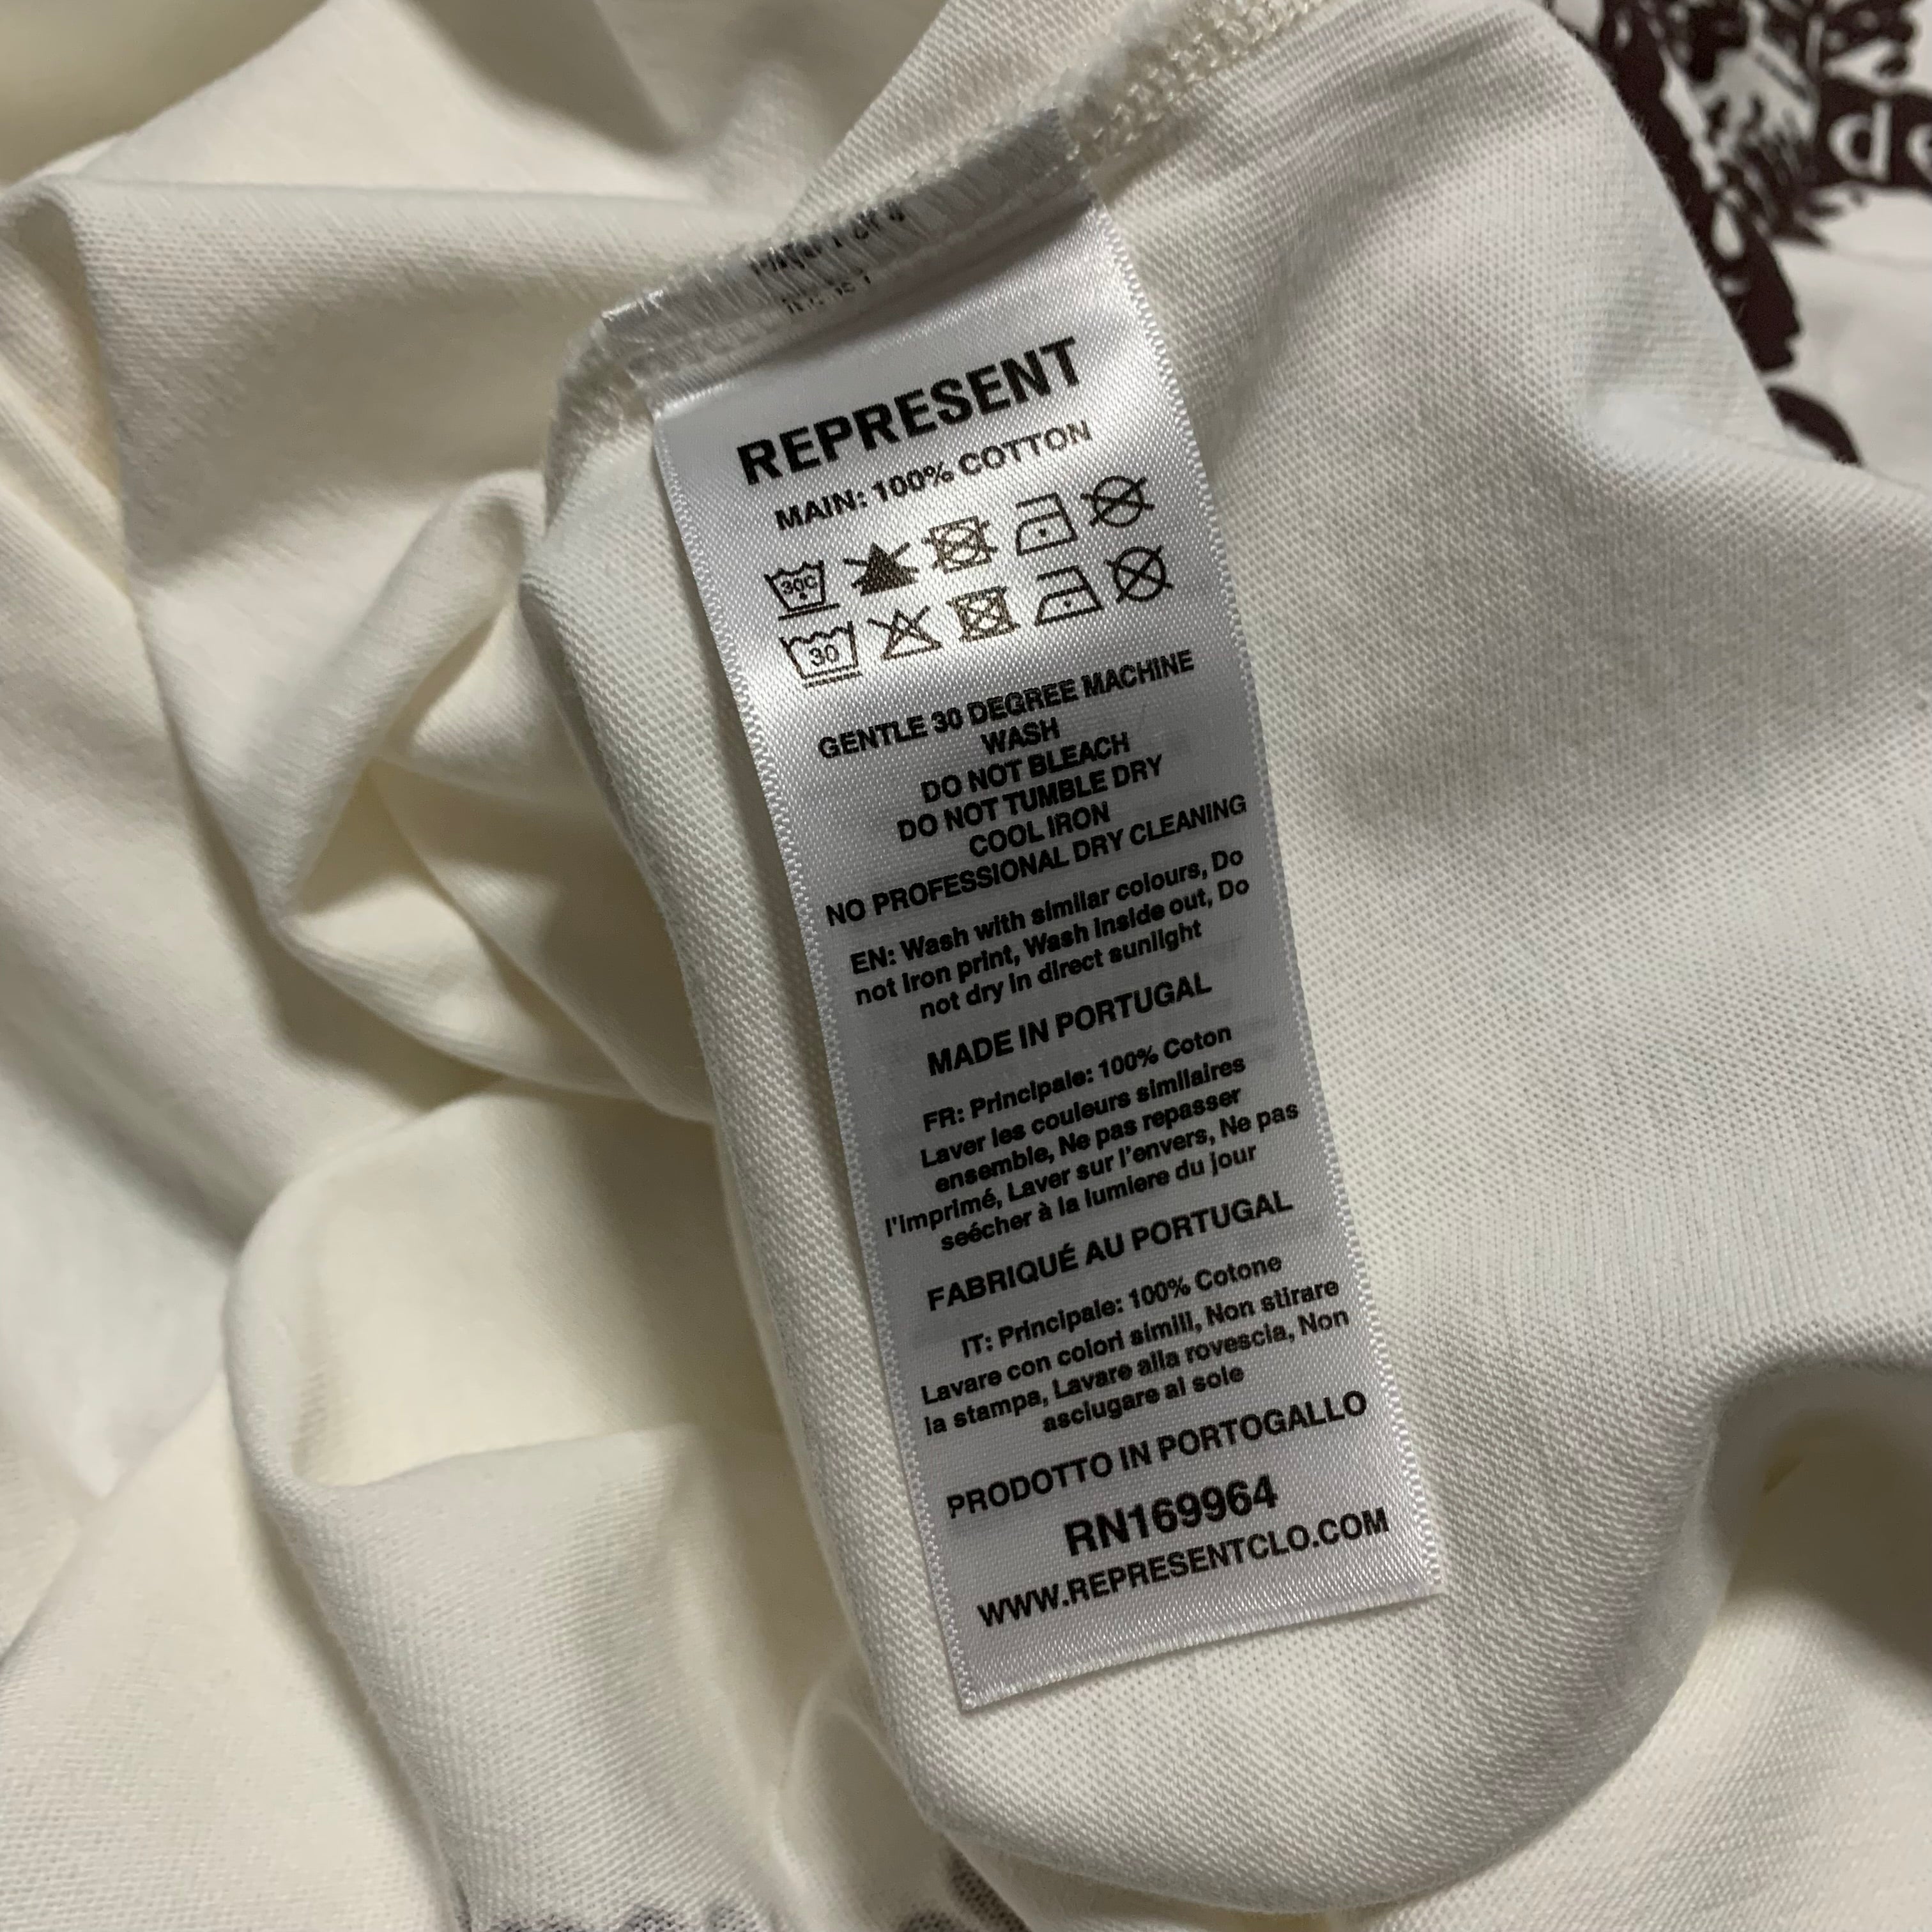 de
REPRESENT
MAIN: 100% COTTON
30C
30
GENTLE 30 DEGREE MACHINE
WASH
DO NOT BLEACH
DO NOT TUMBLE DRY
COOL IRON
NO PROFESSIONAL DRY CLEANING
EN: Wash with similar colours, Do
not iron print, Wash inside out, Do
not dry in direct sunlight
MADE IN PORTUGAL
FR: Principale: 100% Coton
Laver les couleurs similaires
ensemble, Ne pas repasser
l'imprimé, Laver sur l'envers, Ne pas
seécher à la lumiere du jour
FABRIQUÉ AU PORTUGAL
IT: Principale: 100% Cotone
Lavare con colori simili, Non stirare
la stampa, Lavare alla rovescia, Non
asciugare al sole
PRODOTTO IN PORTOGALLO
RN169964
WWW.REPRESENTCLO.COM